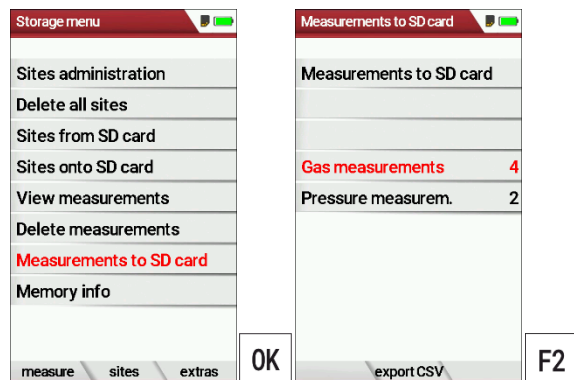 Storage menu
Sites administration
Delete all sites
Sites from SD card
Sites onto SD card
View measurements
Delete measurements
Measurements to SD card
Memory info
measure sites extras
OK
Measurements to SD card
Measurements to SD card
Gas measurements 4
Pressure measurem. 2
export CSV
F2